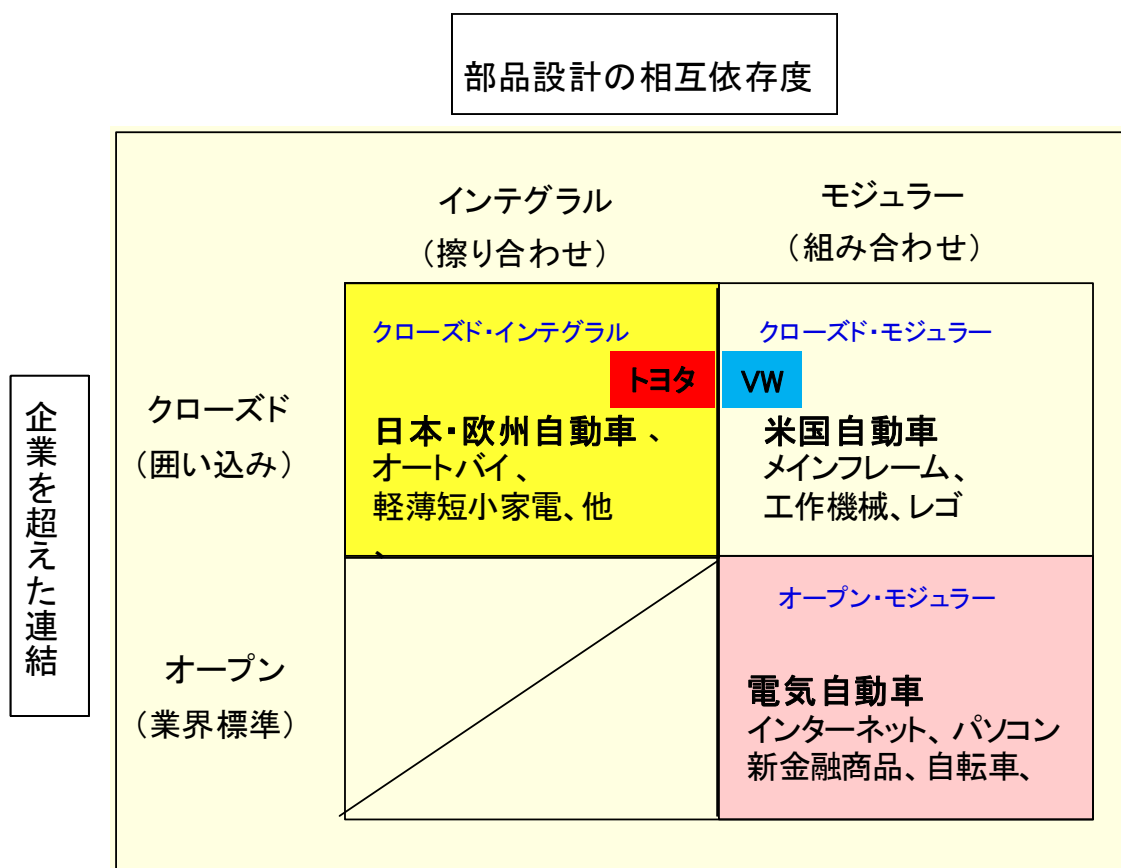 部品設計の相互依存度
インテグラル
（擦り合わせ）
モジュラー
（組み合わせ）
企業を超えた連結
クローズド
（囲い込み）
クローズド・インテグラル
トヨタ
日本・欧州自動車 、
オートバイ、
軽薄短小家電、他
、
クローズド・モジュラー
VW
米国自動車
メインフレーム、
工作機械、レゴ
オープン
（業界標準）
オープン・モジュラー
電気自動車
インターネット、パソコン
新金融商品、自転車、